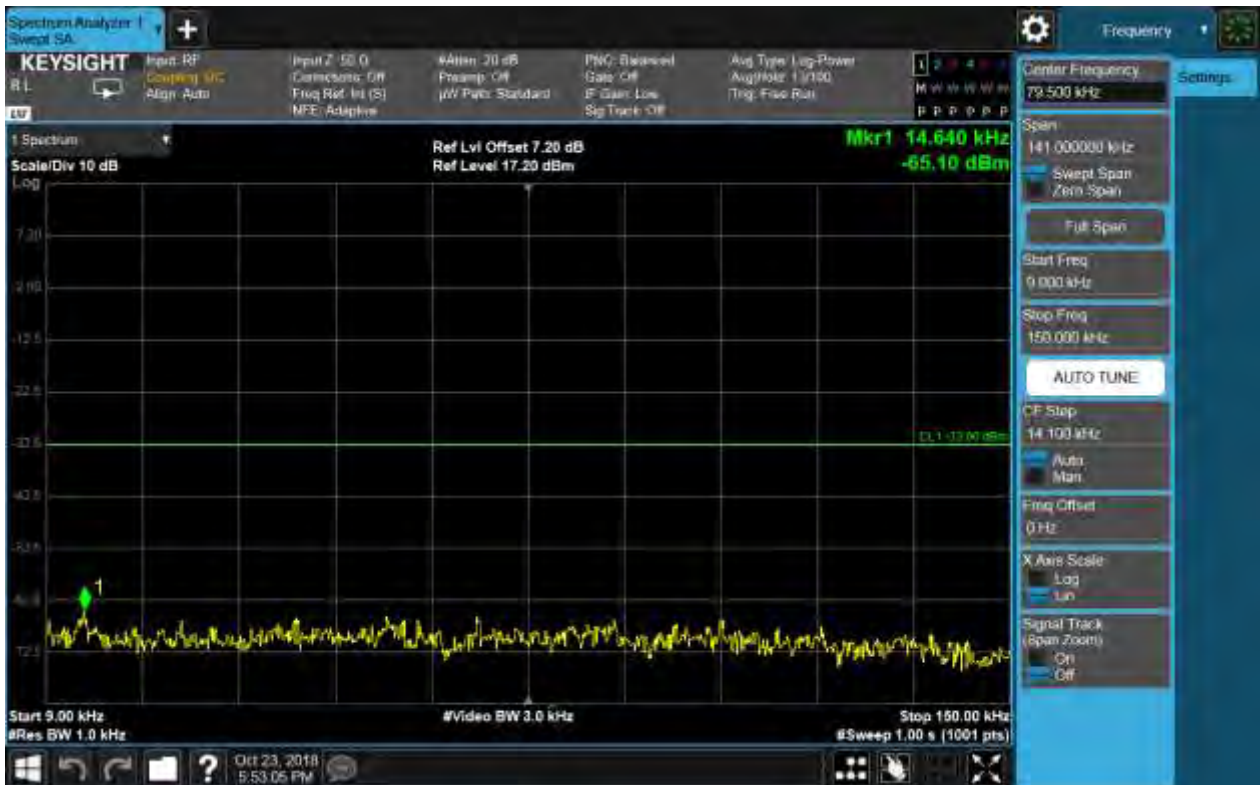 Spectrum Analyzer 1
Swept SA
+
Frequency
KEYSIGHT
Input: RF
Coupling: DC
Align: Auto
Input Z: 50 Ω
Corrections: Off
Freq Ref: Int (S)
NFE: Adaptive
#Atten: 20 dB
Preamp: Off
µW Path: Standard
PNO: Balanced
Gate: Off
IF Gain: Low
Sig Track: Off
Avg Type: Log-Power
Trig: Free Run
R L
LXI
1 Spectrum
Scale/Div 10 dB
Log
Ref Lvl Offset 7.20 dB
Ref Level 17.20 dBm
Mkr1 14.640 kHz
-65.10 dBm
7.20
-2.80
-12.8
-22.8
-32.8
-42.8
-52.8
-62.8
-72.8
1
Start 9.00 kHz
#Res BW 1.0 kHz
#Video BW 3.0 kHz
Stop 150.00 kHz
#Sweep 1.00 s (1001 pts)
?
Oct 23, 2018
5:53:05 PM
Center Frequency
79.500 kHz
Settings
Span
141.000000 kHz
Swept Span
Zero Span
Full Span
Start Freq
9.000 kHz
Stop Freq
150.000 kHz
AUTO TUNE
CF Step
14.100 kHz
Auto
Man
Freq Offset
0 Hz
X Axis Scale
Log
Lin
Signal Track
(Span Zoom)
On
Off